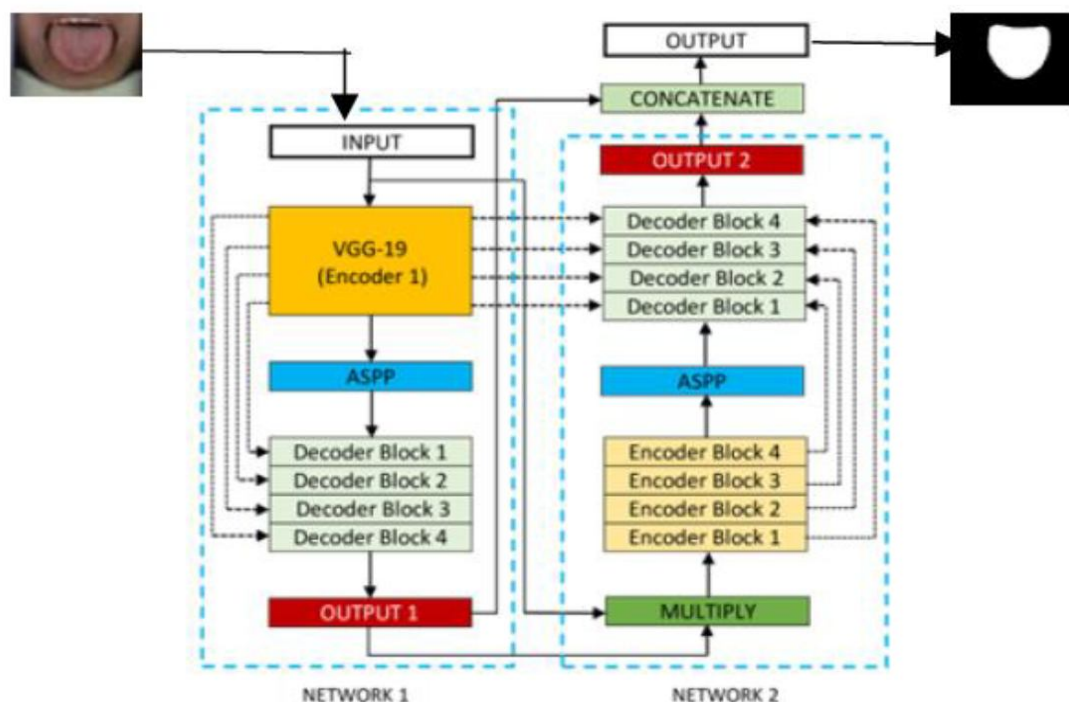 INPUT
VGG-19
(Encoder 1)
ASPP
Decoder Block 1
Decoder Block 2
Decoder Block 3
Decoder Block 4
OUTPUT 1
NETWORK 1
OUTPUT
CONCATENATE
OUTPUT 2
Decoder Block 4
Decoder Block 3
Decoder Block 2
Decoder Block 1
ASPP
Encoder Block 4
Encoder Block 3
Encoder Block 2
Encoder Block 1
MULTIPLY
NETWORK 2